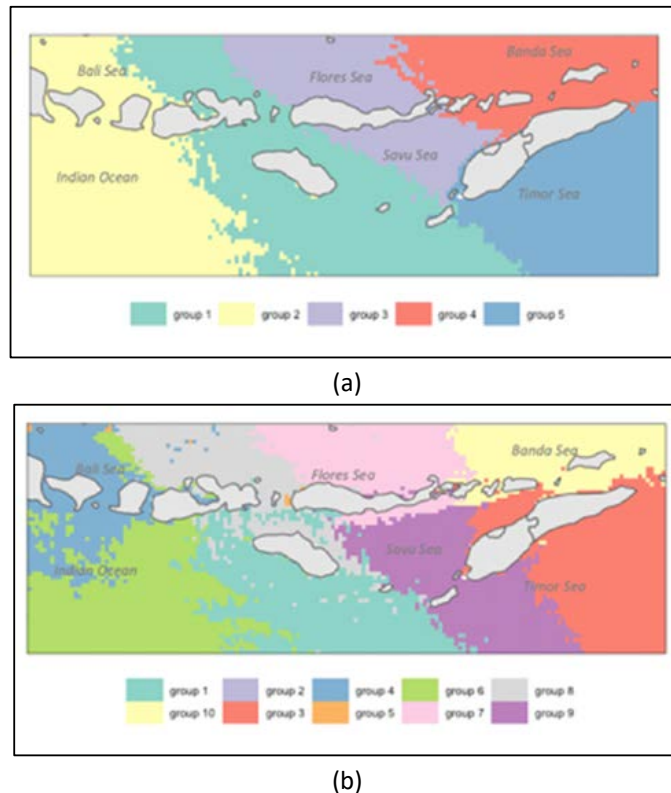 Banda Sea
Bali Sea
Flores Sea
Savu Sea
Indian Ocean
Timor Sea
group 1 group 2 group 3 group 4 group 5
(a)
Banda Sea
Bali Sea
Flores Sea
Savu Sea
Indian Ocean
Timor Sea
group 1 group 2 group 4 group 6 group 8
group 10 group 3 group 5 group 7 group 9
(b)